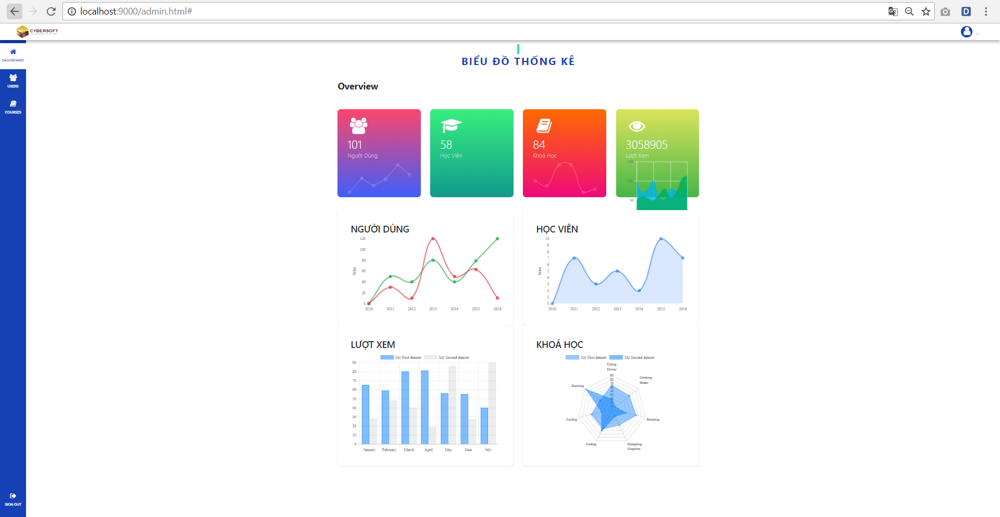 localhost:9000/admin.html#
CYBERSOFT
DASHBOARD
USERS
COURSES
SIGN OUT
BIỂU ĐỒ THỐNG KÊ
Overview
101
Người Dùng
58
Học Viên
84
Khoá Học
3058905
Lượt Xem
150
100
50
NGƯỜI DÙNG
120
100
80
60
40
20
0
Value
2010 2011 2012 2013 2014 2015 2016
HỌC VIÊN
10
9
8
7
6
5
4
3
2
1
0
Value
2010 2011 2012 2013 2014 2015 2016
LƯỢT XEM
My First dataset My Second dataset
90
80
70
60
50
40
30
20
10
0
January February March April May June July
KHOÁ HỌC
My First dataset My Second dataset
Eating
Dinner
Drinking
Water
Sleeping
Designing
Graphics
Coding
Cycling
Running
90
80
70
60
50
40
30
20
10